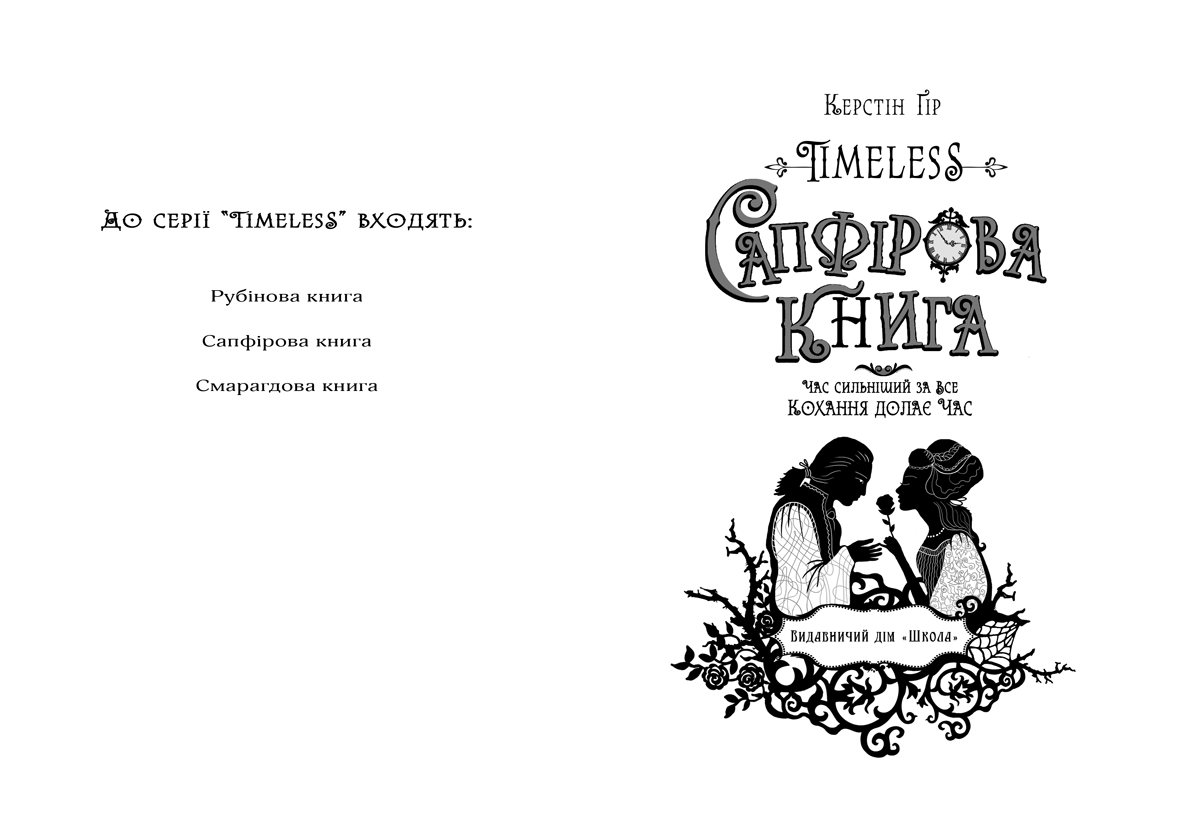 До серії “Timeless” входять:
Рубінова книга
Сапфірова книга
Смарагдова книга
Керстін Ґір
Timeless
Сапфірова
книга
Час сильніший за все
Кохання долає час
Видавничий дім «Школа»